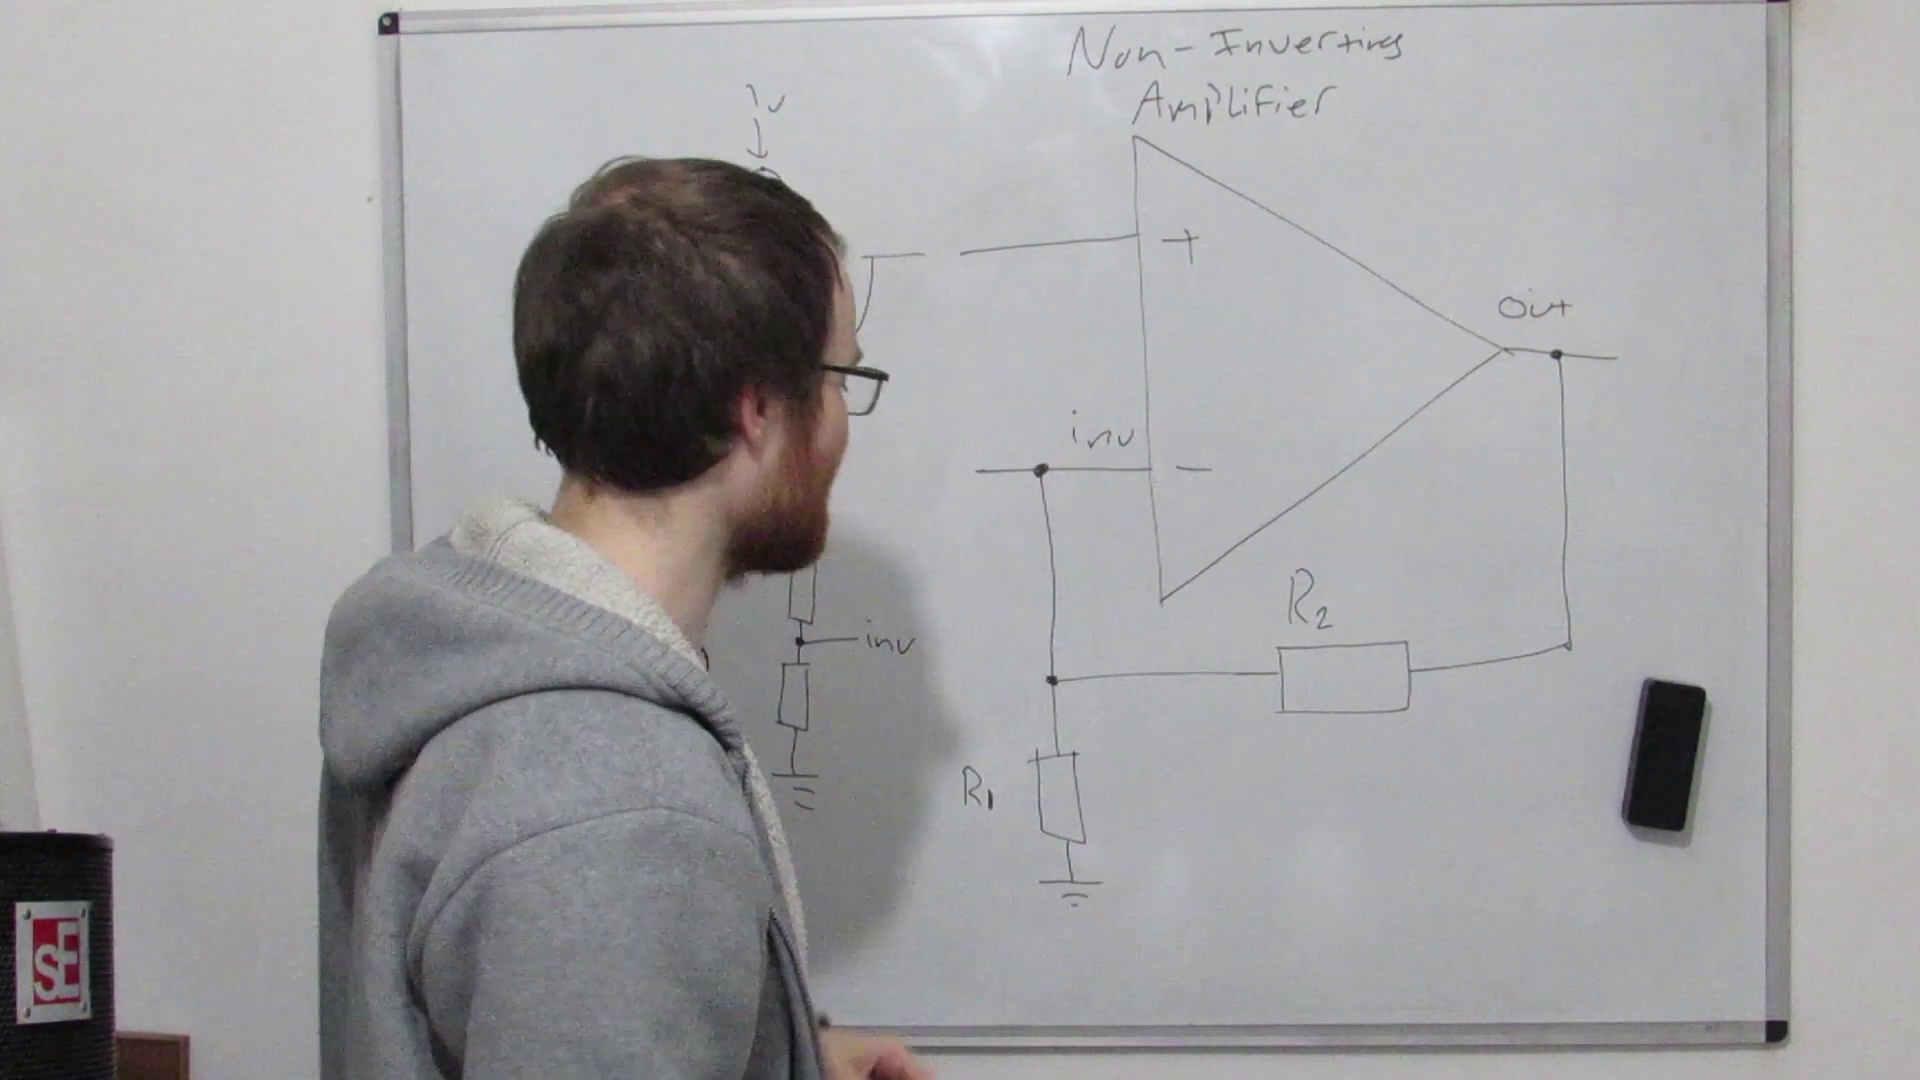 Non-Inverting
Amplifier
1v
+
Out
inv
-
R2
inv
R1
sE